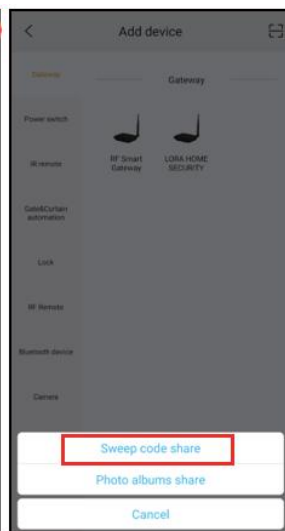 Add device
Gateway
Gateway
Power switch
IR remote
RF Smart
Gateway
LORA HOME
SECURITY
Gate&Curtain
automation
Lock
RF Remote
Bluetooth device
Camera
Sweep code share
Photo albums share
Cancel